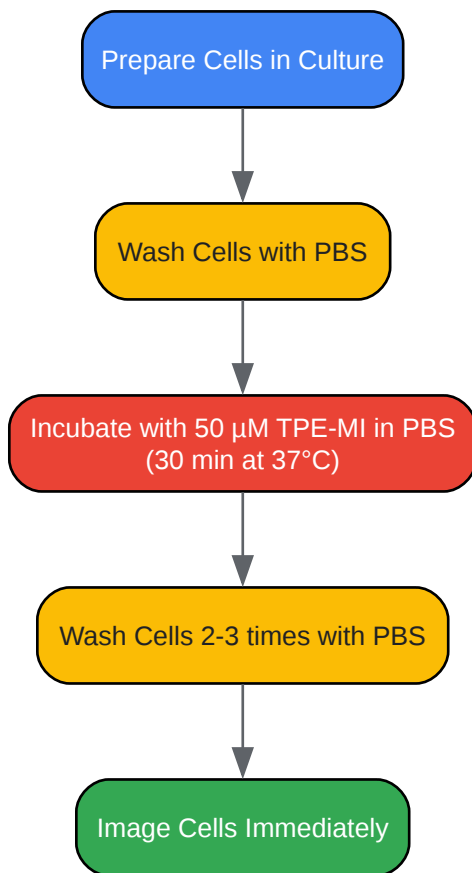 Prepare Cells in Culture
Wash Cells with PBS
Incubate with 50 µM TPE-MI in PBS
(30 min at 37°C)
Wash Cells 2-3 times with PBS
Image Cells Immediately